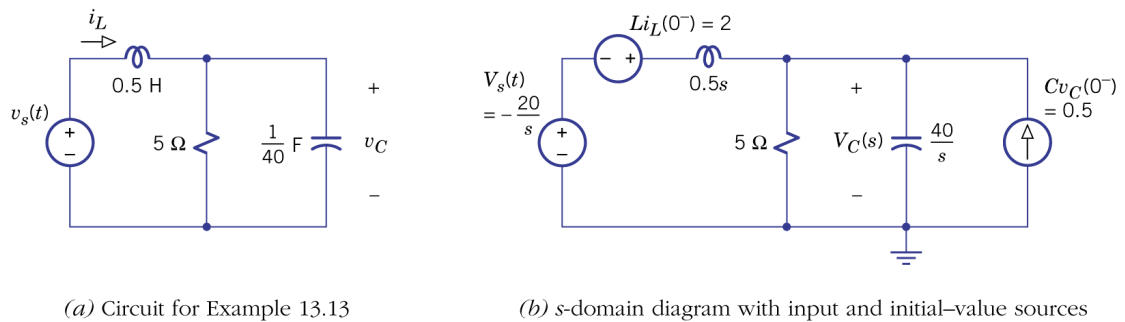 i_L
0.5 H
v_s(t)
+
−
5 Ω
1/40 F
+
v_C
−
(a) Circuit for Example 13.13
Li_L(0⁻) = 2
− +
0.5s
V_s(t)
= − 20/s
+
−
5 Ω
+
V_C(s)
−
40/s
Cv_C(0⁻)
= 0.5
(b) s-domain diagram with input and initial–value sources